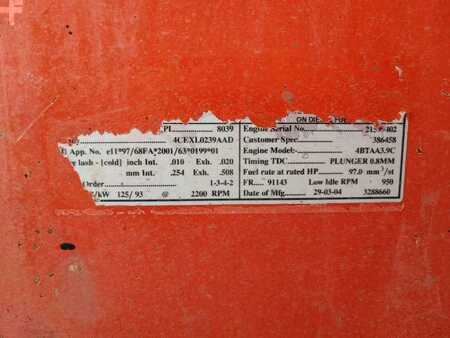 ON DIESEL FUEL
CPL 8039 Engine Serial No.
4CEXL0239AAD Customer Spec. 386458
App. No. e11*97/68FA*2001/63*0199*01 Engine Model: 4BTAA3.9C
lash - [cold] inch Int. .010 Exh. .020 Timing TDC PLUNGER 0.8MM
mm Int. .254 Exh. .508 Fuel rate at rated HP 97.0 mm³/st
Order 1-3-4-2 FR. 91143 Low Idle RPM 950
/kW 125/ 93 @ 2200 RPM Date of Mfg. 29-03-04 3288660